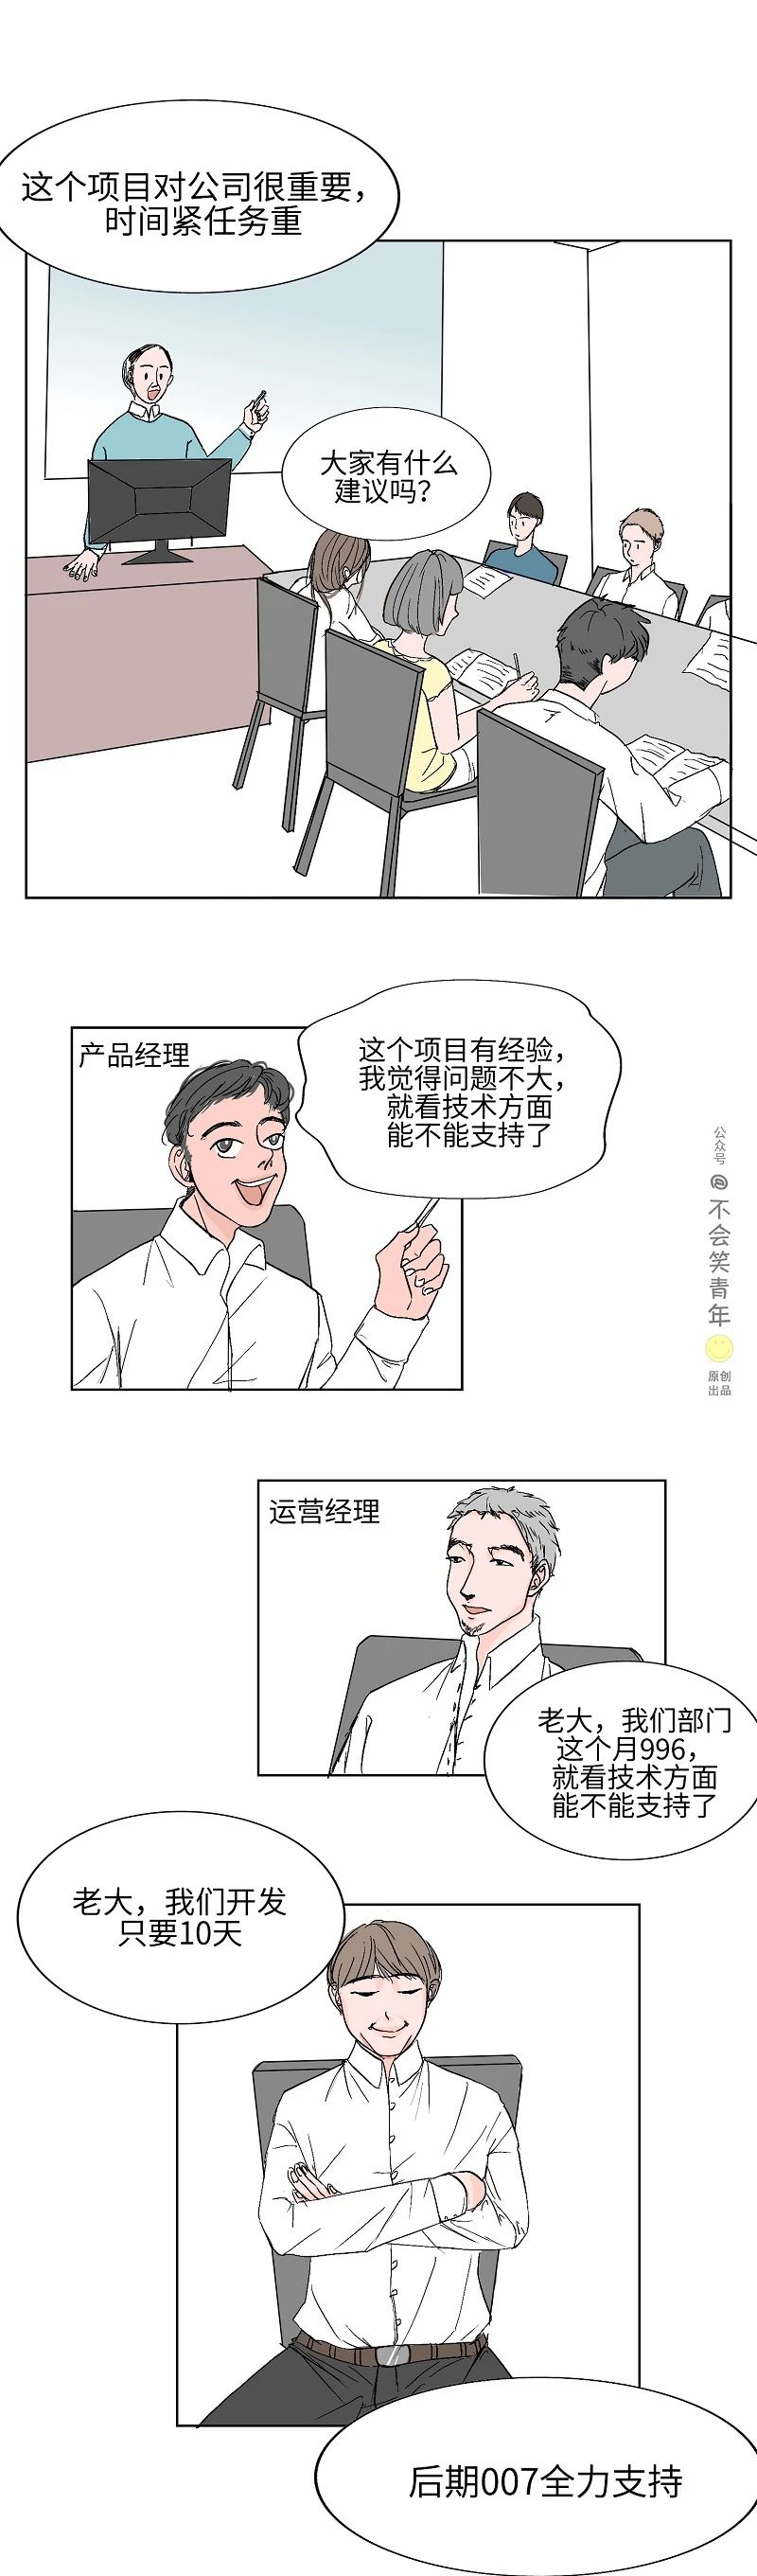 这个项目对公司很重要，
时间紧任务重
大家有什么
建议吗？
产品经理
这个项目有经验，
我觉得问题不大，
就看技术方面
能不能支持了
公众号
@不会笑青年
原创
出品
运营经理
老大，我们部门
这个月996，
就看技术方面
能不能支持了
老大，我们开发
只要10天
后期007全力支持